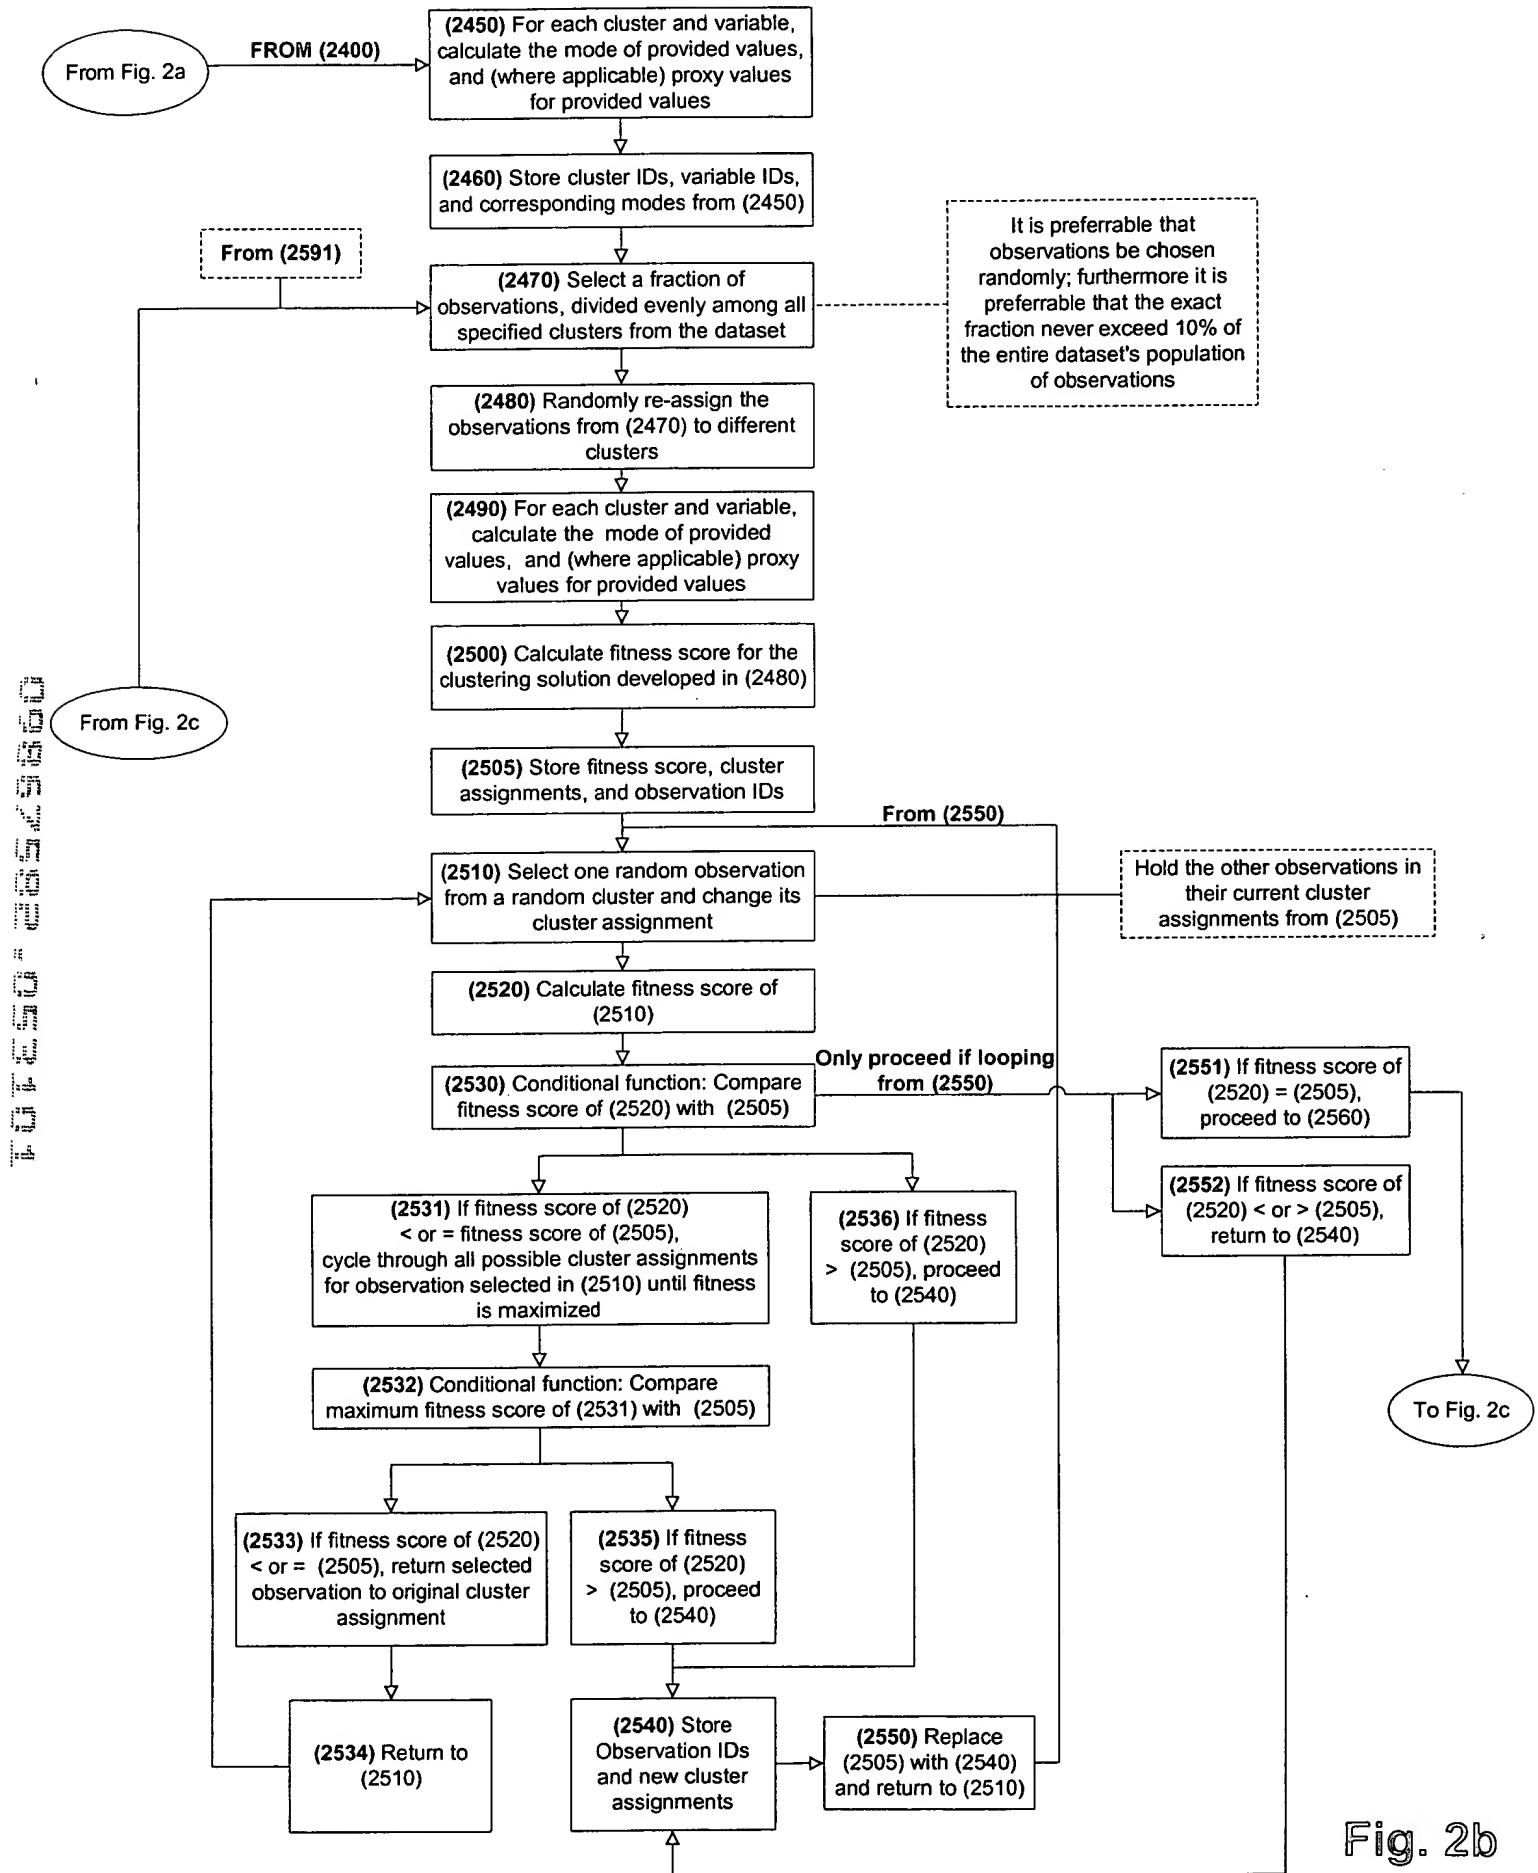 (2450) For each cluster and variable,
calculate the mode of provided values,
and (where applicable) proxy values
for provided values
FROM (2400)
From Fig. 2a
(2460) Store cluster IDs, variable IDs,
and corresponding modes from (2450)
From (2591)
(2470) Select a fraction of
observations, divided evenly among all
specified clusters from the dataset
It is preferrable that
observations be chosen
randomly; furthermore it is
preferrable that the exact
fraction never exceed 10% of
the entire dataset's population
of observations
(2480) Randomly re-assign the
observations from (2470) to different
clusters
(2490) For each cluster and variable,
calculate the mode of provided
values, and (where applicable) proxy
values for provided values
(2500) Calculate fitness score for the
clustering solution developed in (2480)
From Fig. 2c
(2505) Store fitness score, cluster
assignments, and observation IDs
From (2550)
(2510) Select one random observation
from a random cluster and change its
cluster assignment
Hold the other observations in
their current cluster
assignments from (2505)
(2520) Calculate fitness score of
(2510)
Only proceed if looping
from (2550)
(2530) Conditional function: Compare
fitness score of (2520) with (2505)
(2551) If fitness score of
(2520) = (2505),
proceed to (2560)
(2552) If fitness score of
(2520) < or > (2505),
return to (2540)
(2531) If fitness score of (2520)
< or = fitness score of (2505),
cycle through all possible cluster assignments
for observation selected in (2510) until fitness
is maximized
(2536) If fitness
score of (2520)
> (2505), proceed
to (2540)
(2532) Conditional function: Compare
maximum fitness score of (2531) with (2505)
To Fig. 2c
(2533) If fitness score of (2520)
< or = (2505), return selected
observation to original cluster
assignment
(2535) If fitness
score of (2520)
> (2505), proceed
to (2540)
(2534) Return to
(2510)
(2540) Store
Observation IDs
and new cluster
assignments
(2550) Replace
(2505) with (2540)
and return to (2510)
Fig. 2b